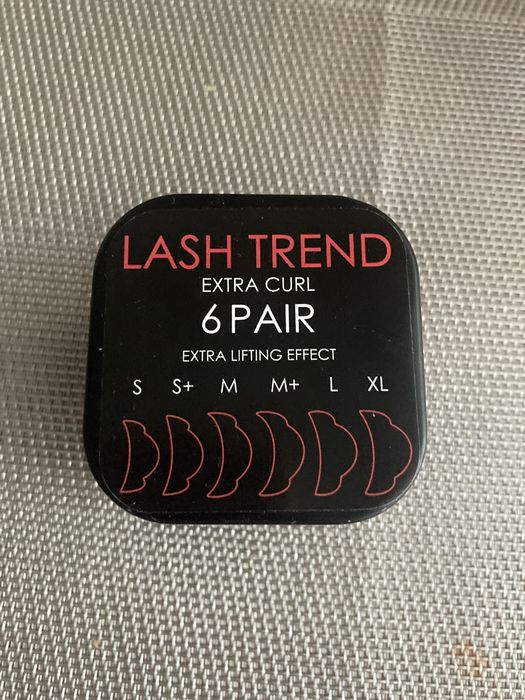 LASH TREND
EXTRA CURL
6 PAIR
EXTRA LIFTING EFFECT
S S+ M M+ L XL